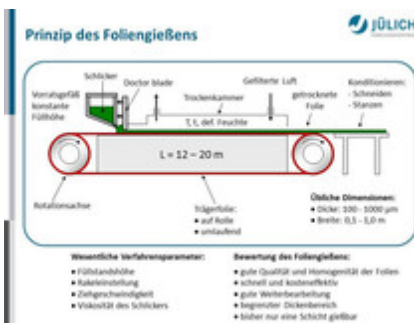 JÜLICH
Prinzip des Foliengießens
Schlicker
Doctor blade
Gefilterte Luft
Konditionieren:
- Schneiden
- Stanzen
Vorratsgefäß
konstante
Füllhöhe
Trockenkammer
getrocknete
Folie
T, t, def. Feuchte
L = 12 – 20 m
Rotationsachse
Trägerfolie:
• auf Rolle
• umlaufend
Übliche Dimensionen:
• Dicke: 100 - 1000 µm
• Breite: 0,5 - 1,0 m
Wesentliche Verfahrensparameter:
• Füllstandshöhe
• Rakeleinstellung
• Ziehgeschwindigkeit
• Viskosität des Schlickers
Bewertung des Foliengießens:
• gute Qualität und Homogenität der Folien
• schnell und kosteneffektiv
• gute Weiterbearbeitung
• begrenzter Dickenbereich
• bisher nur eine Schicht gießbar